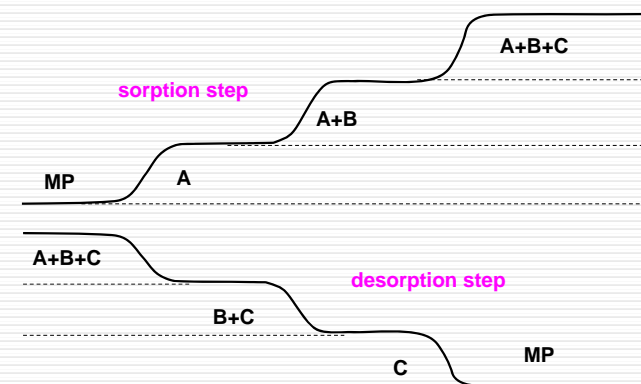 A+B+C
sorption step
A+B
MP
A
A+B+C
desorption step
B+C
MP
C